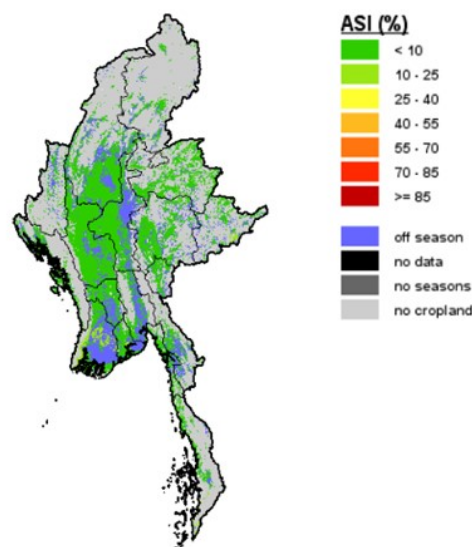 ASI (%)
< 10
10 - 25
25 - 40
40 - 55
55 - 70
70 - 85
>= 85
off season
no data
no seasons
no cropland